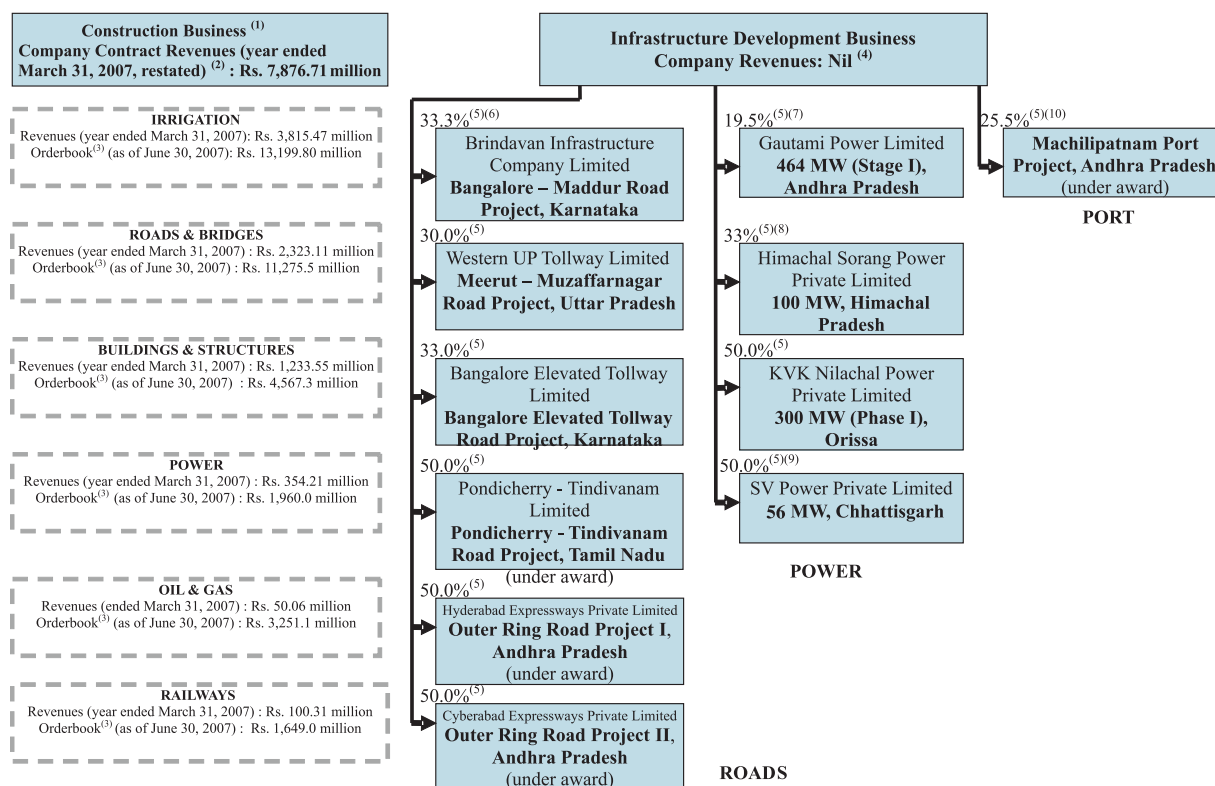 Construction Business (1)
Company Contract Revenues (year ended
March 31, 2007, restated) (2) : Rs. 7,876.71 million
IRRIGATION
Revenues (year ended March 31, 2007): Rs. 3,815.47 million
Orderbook(3) (as of June 30, 2007): Rs. 13,199.80 million
ROADS & BRIDGES
Revenues (year ended March 31, 2007) : Rs. 2,323.11 million
Orderbook(3) (as of June 30, 2007) : Rs. 11,275.5 million
BUILDINGS & STRUCTURES
Revenues (year ended March 31, 2007) : Rs. 1,233.55 million
Orderbook(3) (as of June 30, 2007) : Rs. 4,567.3 million
POWER
Revenues (year ended March 31, 2007) : Rs. 354.21 million
Orderbook(3) (as of June 30, 2007) : Rs. 1,960.0 million
OIL & GAS
Revenues (ended March 31, 2007) : Rs. 50.06 million
Orderbook(3) (as of June 30, 2007) : Rs. 3,251.1 million
RAILWAYS
Revenues (year ended March 31, 2007) : Rs. 100.31 million
Orderbook(3) (as of June 30, 2007) : Rs. 1,649.0 million
Infrastructure Development Business
Company Revenues: Nil (4)
33.3%(5)(6)
Brindavan Infrastructure
Company Limited
Bangalore – Maddur Road
Project, Karnataka
30.0%(5)
Western UP Tollway Limited
Meerut – Muzaffarnagar
Road Project, Uttar Pradesh
33.0%(5)
Bangalore Elevated Tollway
Limited
Bangalore Elevated Tollway
Road Project, Karnataka
50.0%(5)
Pondicherry - Tindivanam
Limited
Pondicherry - Tindivanam
Road Project, Tamil Nadu
(under award)
50.0%(5)
Hyderabad Expressways Private Limited
Outer Ring Road Project I,
Andhra Pradesh
(under award)
50.0%(5)
Cyberabad Expressways Private Limited
Outer Ring Road Project II,
Andhra Pradesh
(under award)
ROADS
19.5%(5)(7)
Gautami Power Limited
464 MW (Stage I),
Andhra Pradesh
33%(5)(8)
Himachal Sorang Power
Private Limited
100 MW, Himachal
Pradesh
50.0%(5)
KVK Nilachal Power
Private Limited
300 MW (Phase I),
Orissa
50.0%(5)(9)
SV Power Private Limited
56 MW, Chhattisgarh
POWER
25.5%(5)(10)
Machilipatnam Port
Project, Andhra Pradesh
(under award)
PORT